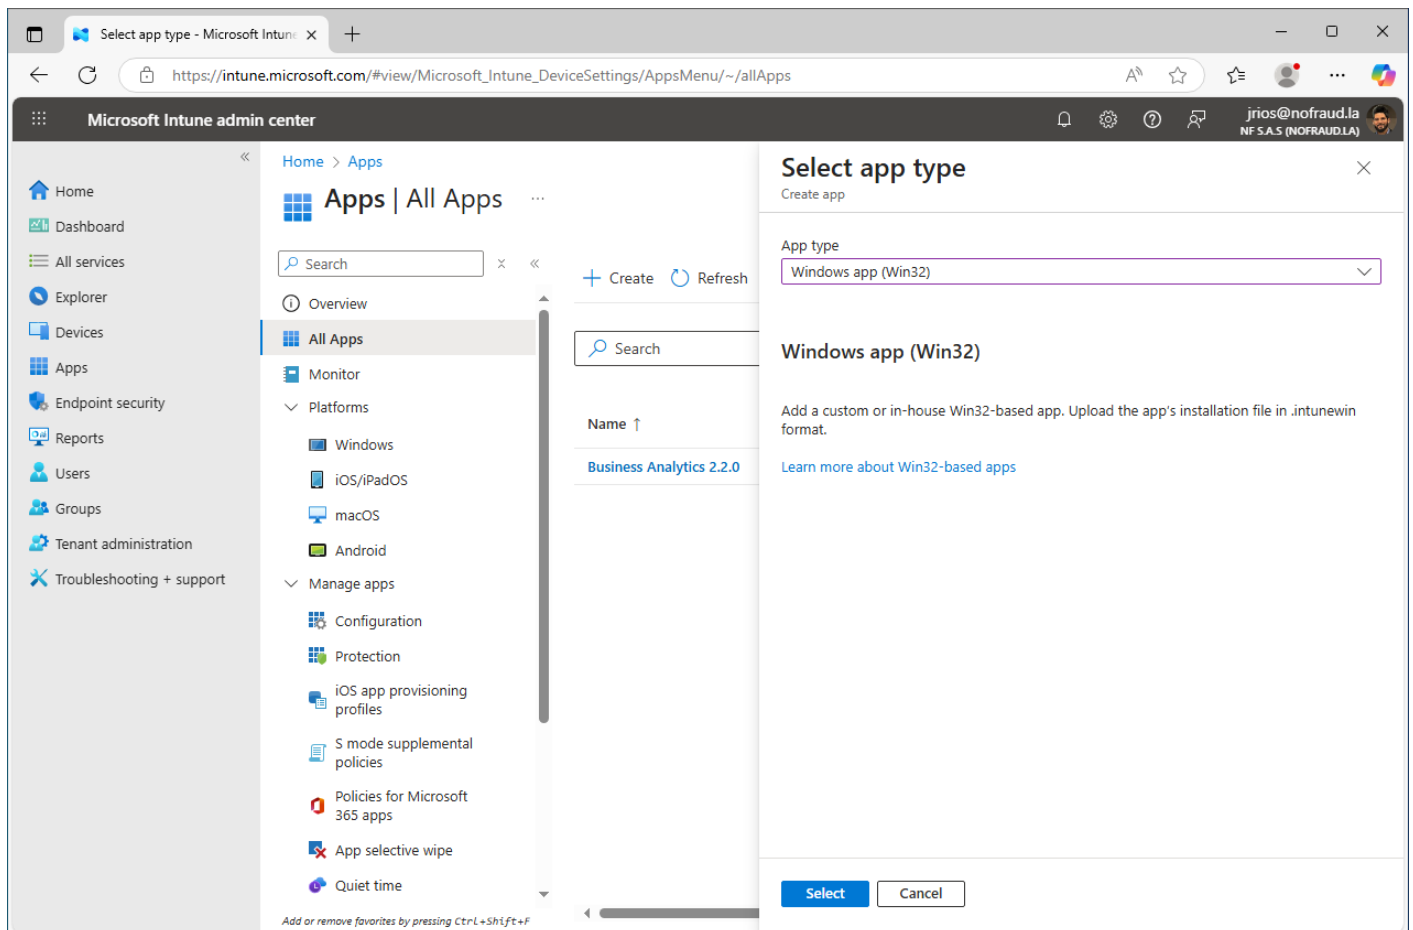 Select app type - Microsoft Intune
https://intune.microsoft.com/#view/Microsoft_Intune_DeviceSettings/AppsMenu/~/allApps
Microsoft Intune admin center
jrios@nofraud.la
NF S.A.S (NOFRAUD.LA)
Home
Dashboard
All services
Explorer
Devices
Apps
Endpoint security
Reports
Users
Groups
Tenant administration
Troubleshooting + support
Home > Apps
Apps | All Apps ...
Search
Overview
All Apps
Monitor
Platforms
Windows
iOS/iPadOS
macOS
Android
Manage apps
Configuration
Protection
iOS app provisioning
profiles
S mode supplemental
policies
Policies for Microsoft
365 apps
App selective wipe
Quiet time
Add or remove favorites by pressing Ctrl+Shift+F
Create
Refresh
Search
Name ↑
Business Analytics 2.2.0
Select app type
Create app
App type
Windows app (Win32)
Windows app (Win32)
Add a custom or in-house Win32-based app. Upload the app's installation file in .intunewin
format.
Learn more about Win32-based apps
Select
Cancel